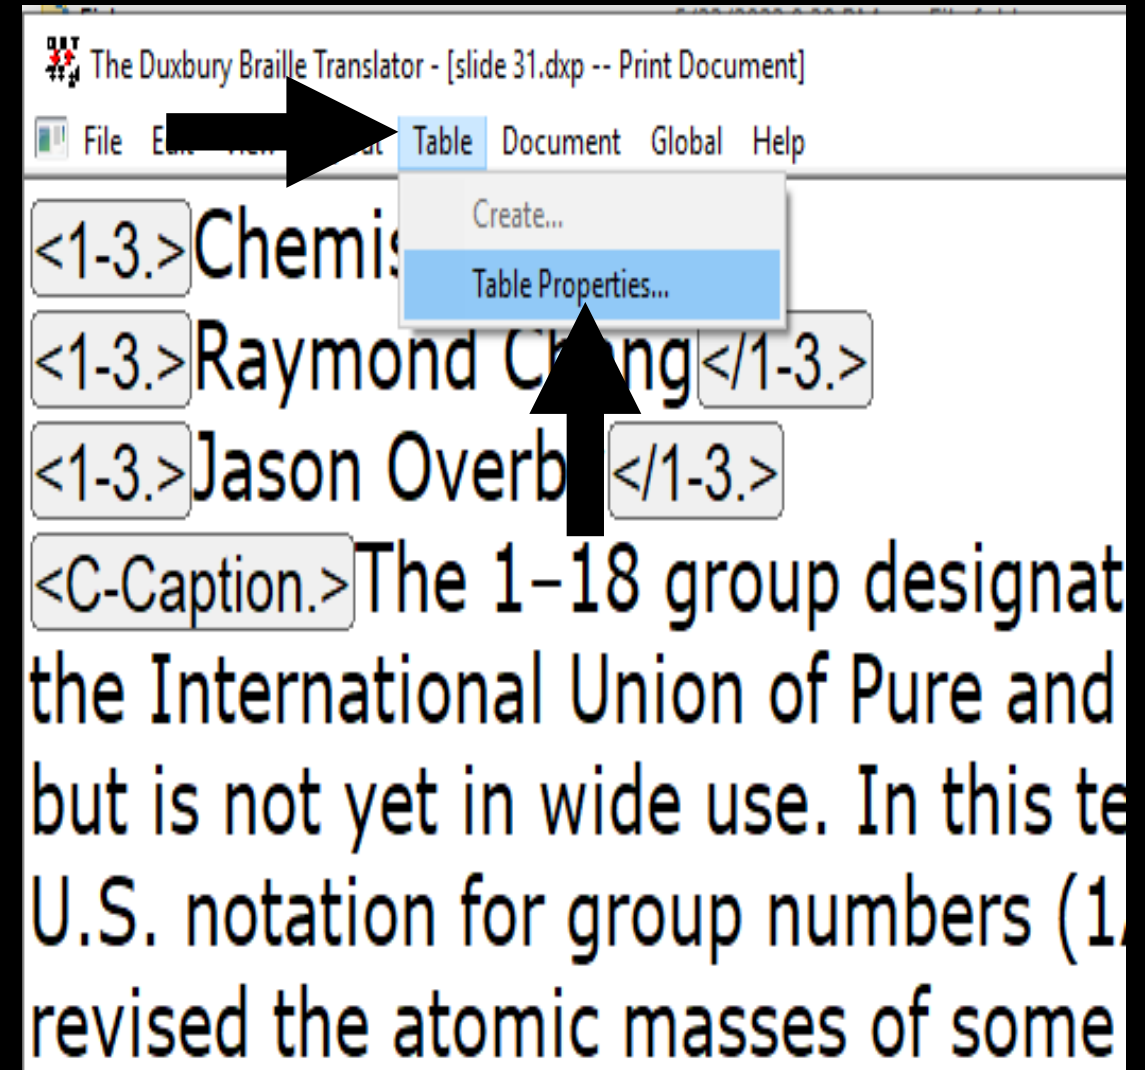 The Duxbury Braille Translator - [slide 31.dxp -- Print Document]
File Table Document Global Help
Create...
Table Properties...
<1-3.>Chemis
<1-3.>Raymond Chang</1-3.>
<1-3.>Jason Overb</1-3.>
<C-Caption.>The 1–18 group designat
the International Union of Pure and
but is not yet in wide use. In this te
U.S. notation for group numbers (1
revised the atomic masses of some